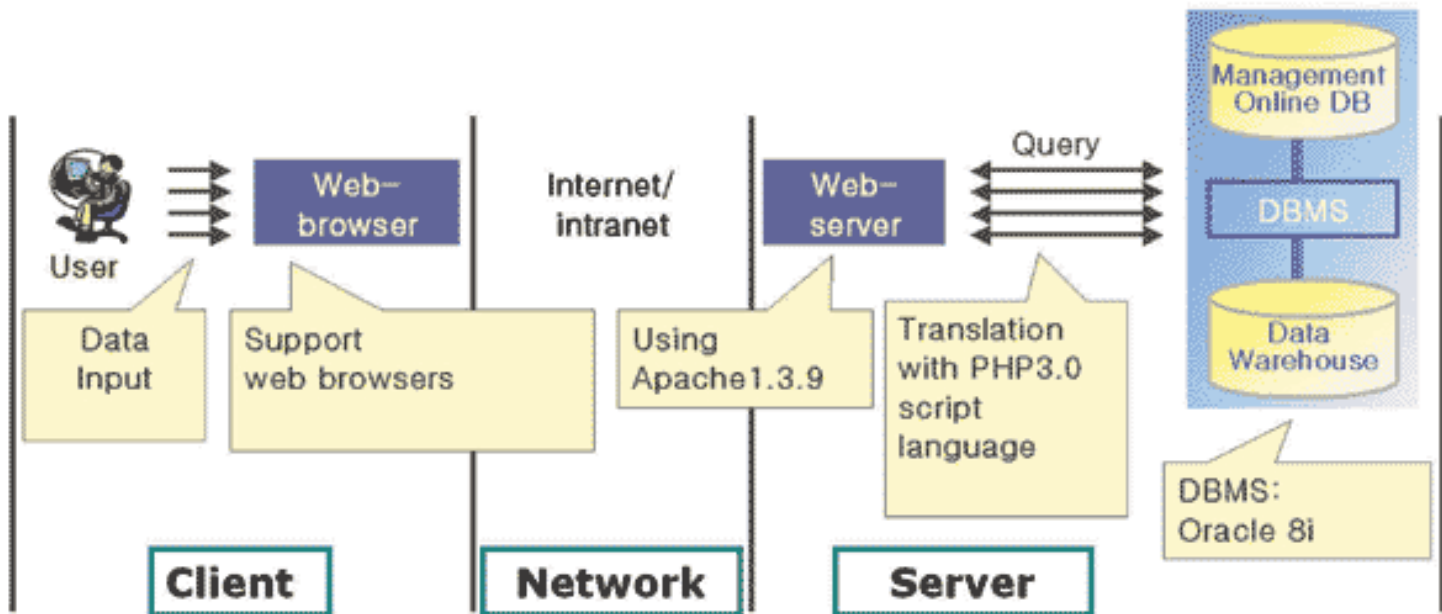 Management
Online DB
Query
Web-
browser
Internet/
intranet
Web-
server
DBMS
User
Data
Input
Support
web browsers
Using
Apache1.3.9
Translation
with PHP3.0
script
language
Data
Warehouse
DBMS:
Oracle 8i
Client
Network
Server